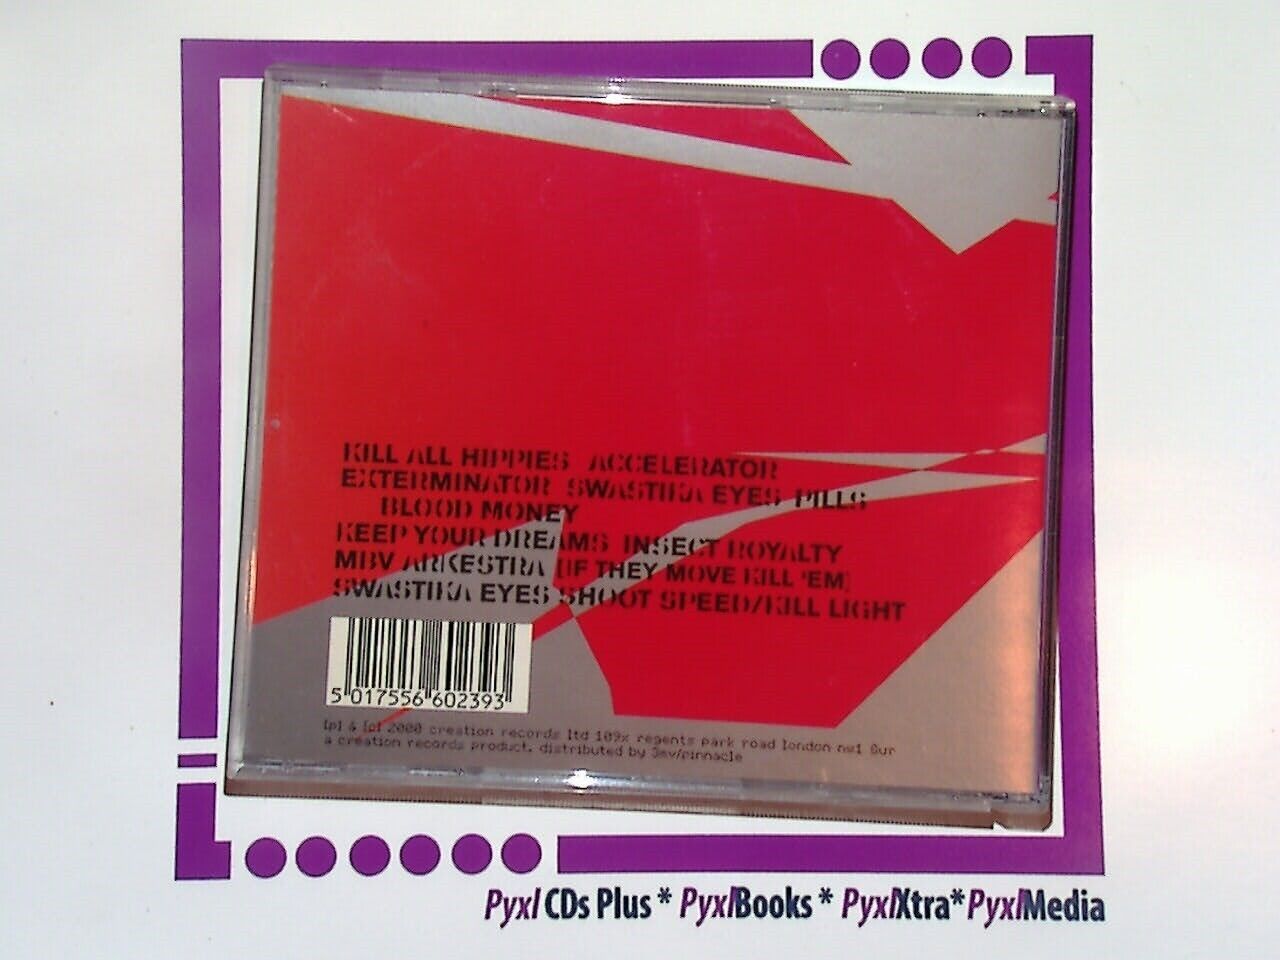 KILL ALL HIPPIES ACCELERATOR
EXTERMINATOR SWASTIKA EYES PILLS
BLOOD MONEY
KEEP YOUR DREAMS INSECT ROYALTY
MBV ARKESTRA [IF THEY MOVE KILL 'EM]
SWASTIKA EYES SHOOT SPEED/KILL LIGHT
5 017556 602393
[p] & [c] 2000 creation records ltd 109x regents park road london nw1 8ur
a creation records product. distributed by 3mv/pinnacle
Pyxl CDs Plus * PyxlBooks * PyxlXtra* PyxlMedia